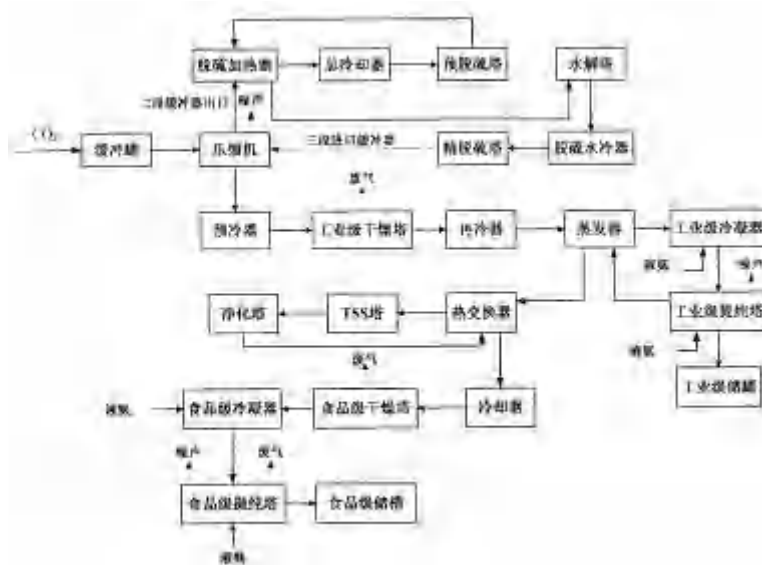 脱硫加热器
总冷却器
预脱硫塔
水解塔
二段缓冲器出口
噪声
CO₂
缓冲罐
压缩机
三段进口缓冲器
精脱硫塔
脱硫水冷器
蒸气
预冷器
工业级干燥塔
再冷器
蒸发器
工业级冷凝器
液氨
噪声
净化塔
TSS塔
热交换器
工业级提纯塔
废气
液氨
工业级储罐
液氨
食品级冷凝器
食品级干燥塔
冷却器
噪声
废气
食品级提纯塔
食品级储槽
液氨